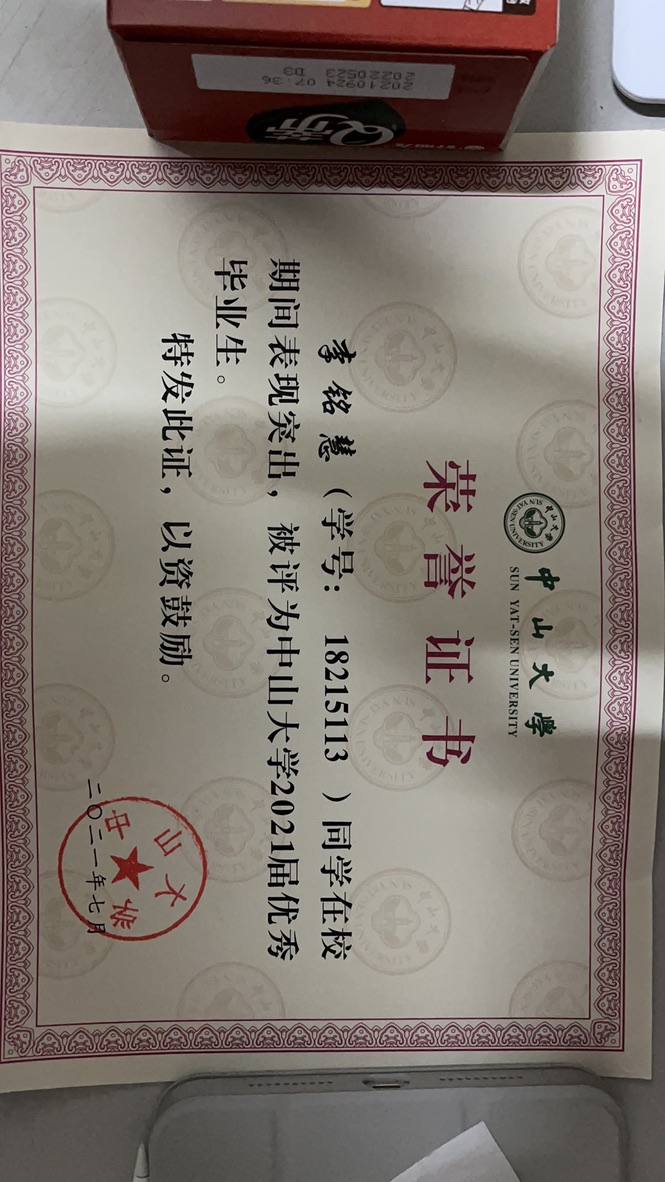 中山大学
SUN YAT-SEN UNIVERSITY
荣誉证书
李铭慧（学号： 18215113 ）同学在校
期间表现突出，被评为中山大学2021届优秀
毕业生。
特发此证，以资鼓励。
中山大学
二〇二一年七月
20210924 07:36
20220523 D3